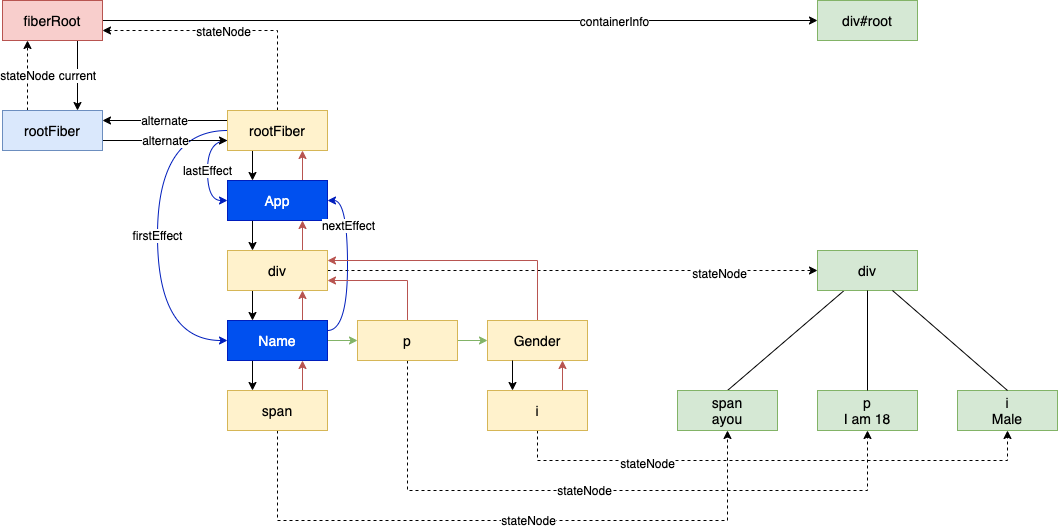 fiberRoot
containerInfo
div#root
stateNode
stateNode current
rootFiber
alternate
alternate
rootFiber
lastEffect
App
nextEffect
firstEffect
div
stateNode
div
Name
p
Gender
span
i
span
ayou
p
I am 18
i
Male
stateNode
stateNode
stateNode